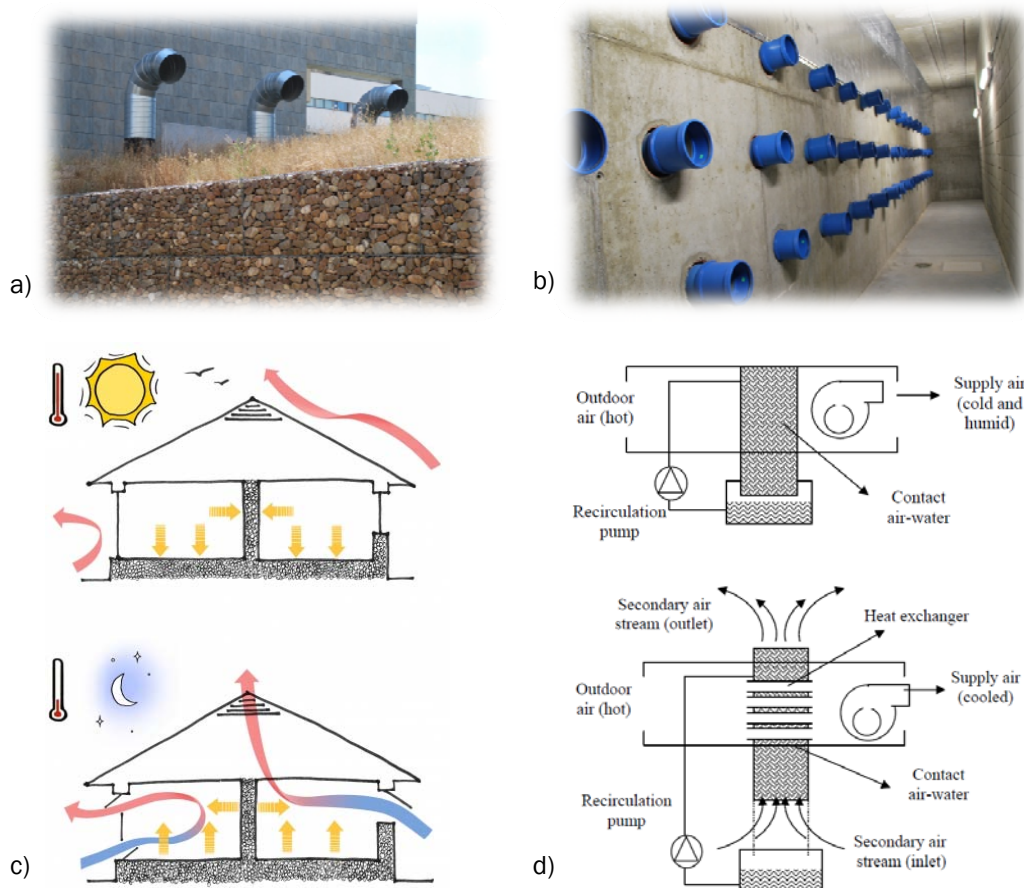 a)
b)
Outdoor
air (hot)
Supply air
(cold and
humid)
Recirculation
pump
Contact
air-water
Secondary air
stream (outlet)
Heat exchanger
Outdoor
air (hot)
Supply air
(cooled)
Contact
air-water
Recirculation
pump
Secondary air
stream (inlet)
c)
d)